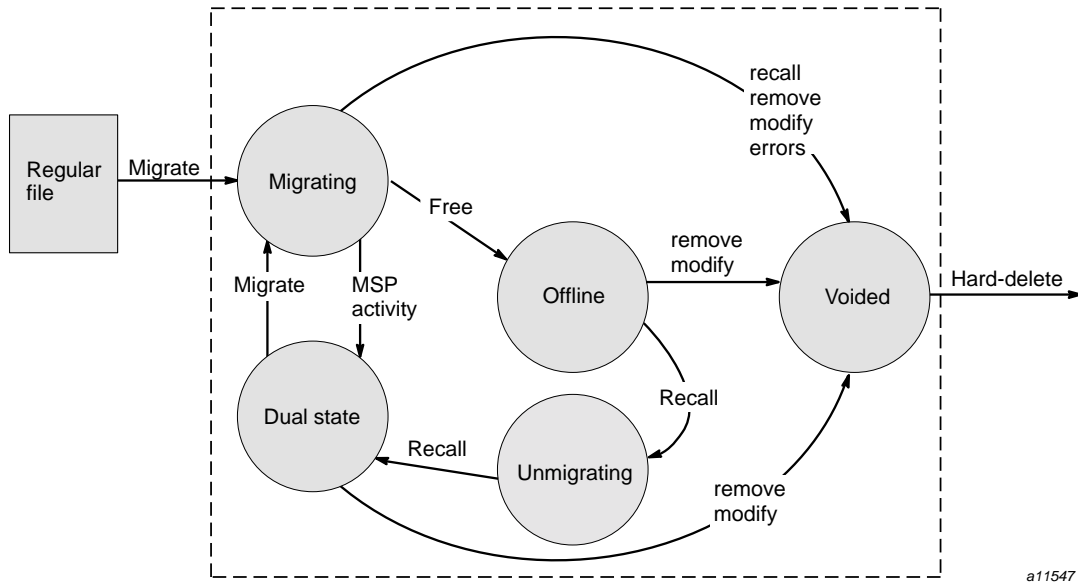 recall
remove
modify
errors
Regular
file
Migrate
Migrating
Free
remove
modify
Hard-delete
Migrate
MSP
activity
Offline
Voided
Dual state
Recall
Recall
Unmigrating
remove
modify
a11547